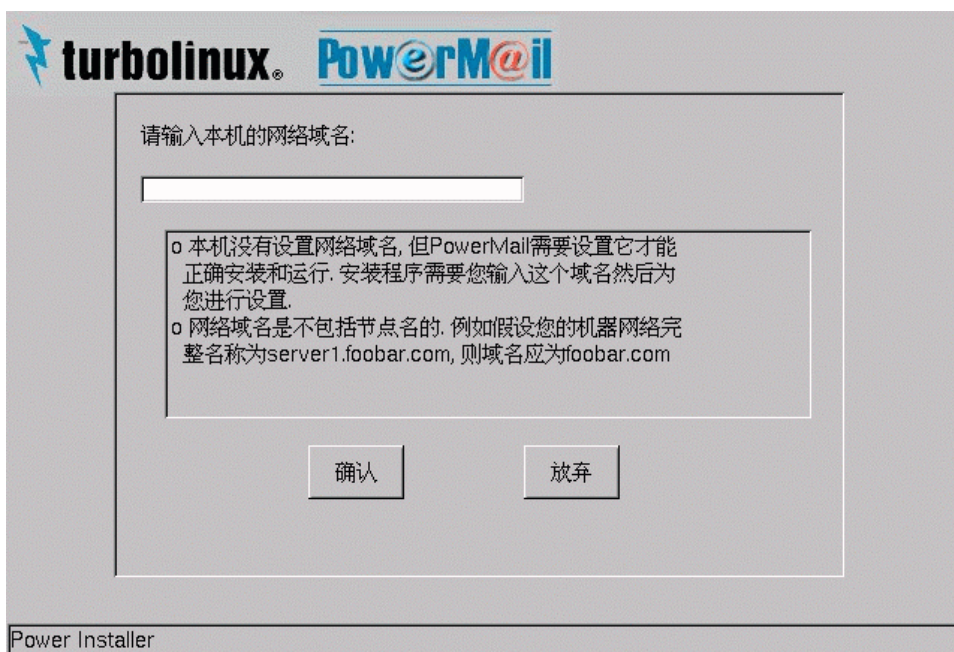 turbolinux® PowerM@il
请输入本机的网络域名:
o 本机没有设置网络域名, 但PowerMail需要设置它才能
正确安装和运行. 安装程序需要您输入这个域名然后为
您进行设置.
o 网络域名是不包括节点名的. 例如假设您的机器网络完
整名称为server1.foobar.com, 则域名应为foobar.com
确认 放弃
Power Installer